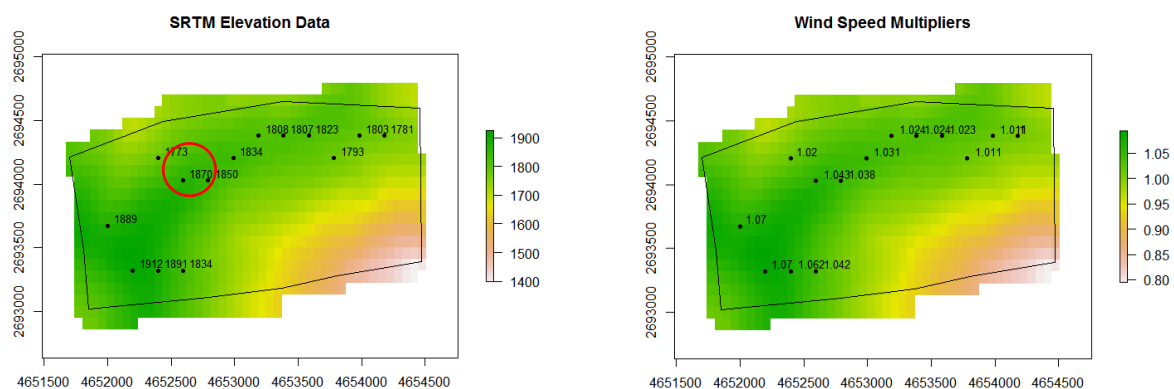 SRTM Elevation Data
2695000
2694500
2694000
2693500
2693000
1808 1807 1823 1803 1781
1773 1834 1793
1870 1850
1889
1912 1891 1834
1900
1800
1700
1600
1500
1400
4651500 4652000 4652500 4653000 4653500 4654000 4654500
Wind Speed Multipliers
2695000
2694500
2694000
2693500
2693000
1.024 1.024 1.023 1.011 1
1.02 1.031 1.011
1.043 1.038
1.07
1.07 1.062 1.042
1.05
1.00
0.95
0.90
0.85
0.80
4651500 4652000 4652500 4653000 4653500 4654000 4654500